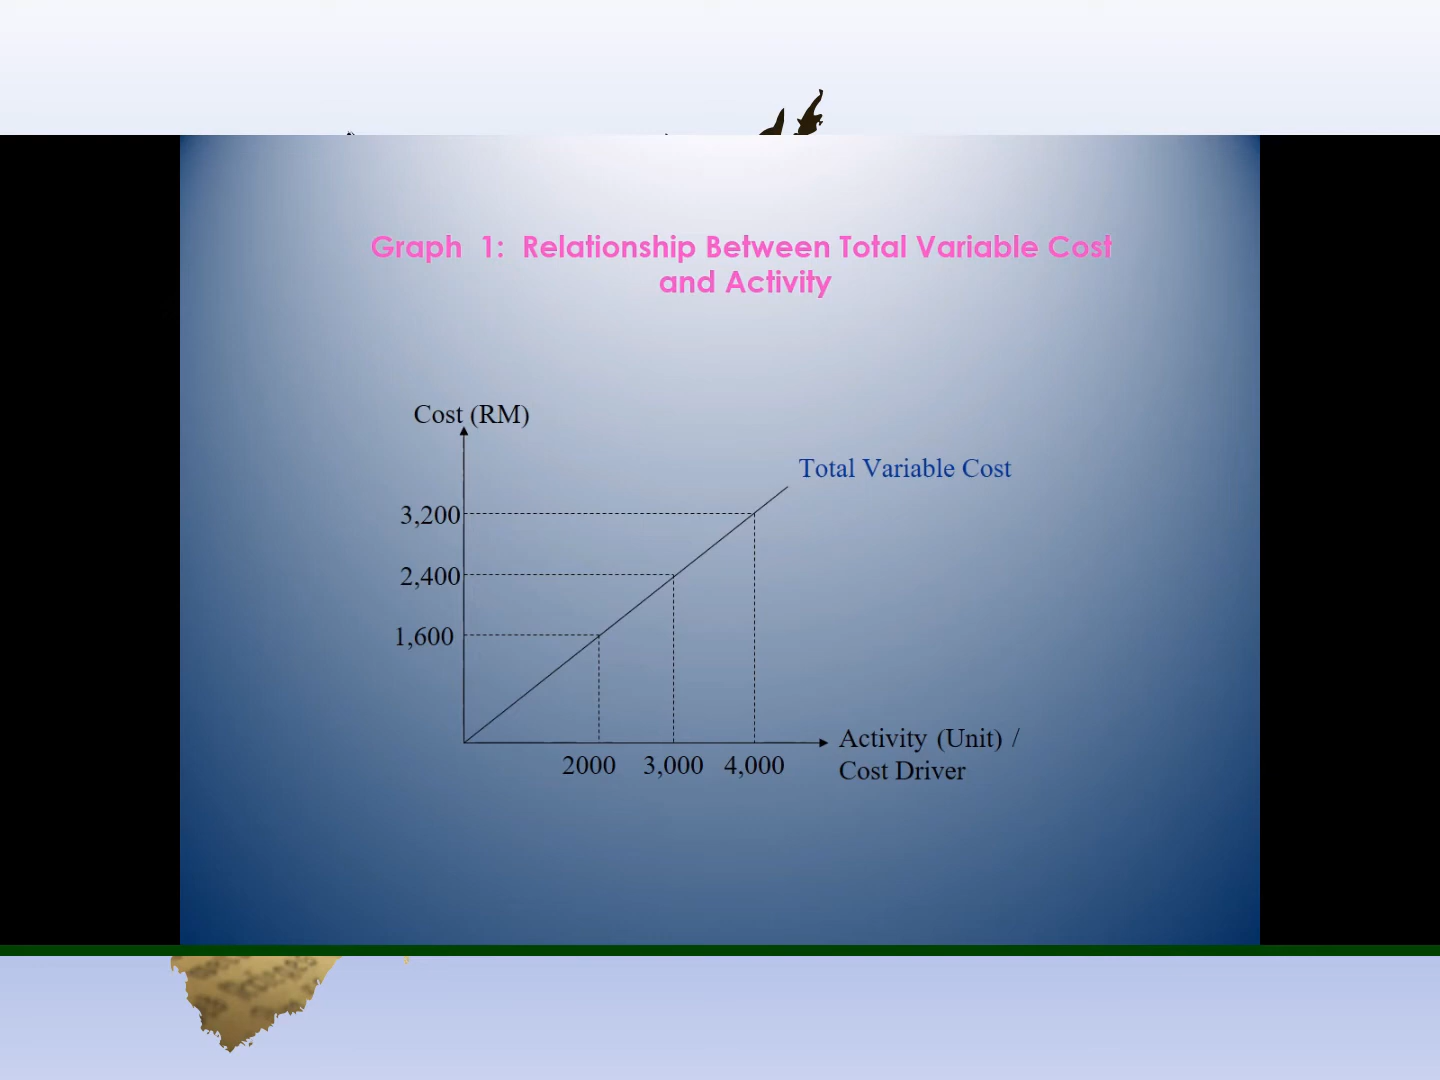 Graph 1: Relationship Between Total Variable Cost
and Activity
Cost (RM)
Total Variable Cost
3,200
2,400
1,600
2000 3,000 4,000
Activity (Unit) /
Cost Driver